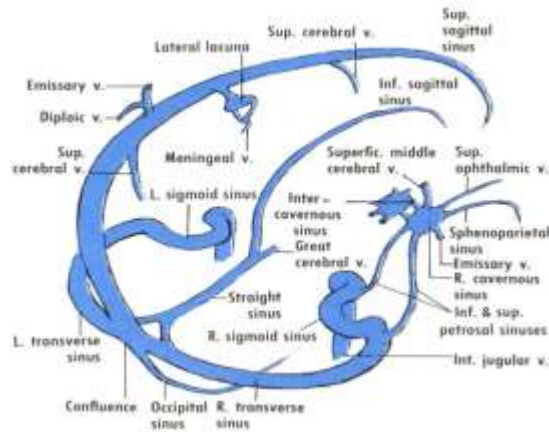 Sup. cerebral v.
Sup.
sagittal
sinus
Lateral lacuna
Emissary v.
Inf. sagittal
sinus
Diploic v.
Sup.
cerebral v.
Meningeal v.
Superfic. middle
cerebral v.
Sup.
ophthalmic v.
L. sigmoid sinus
Inter-
cavernous
sinus
Sphenoparietal
sinus
Great
cerebral v.
Emissary v.
R. cavernous
sinus
Straight
sinus
Inf. & sup.
petrosal sinuses
R. sigmoid sinus
L. transverse
sinus
Int. jugular v.
Confluence
Occipital
sinus
R. transverse
sinus